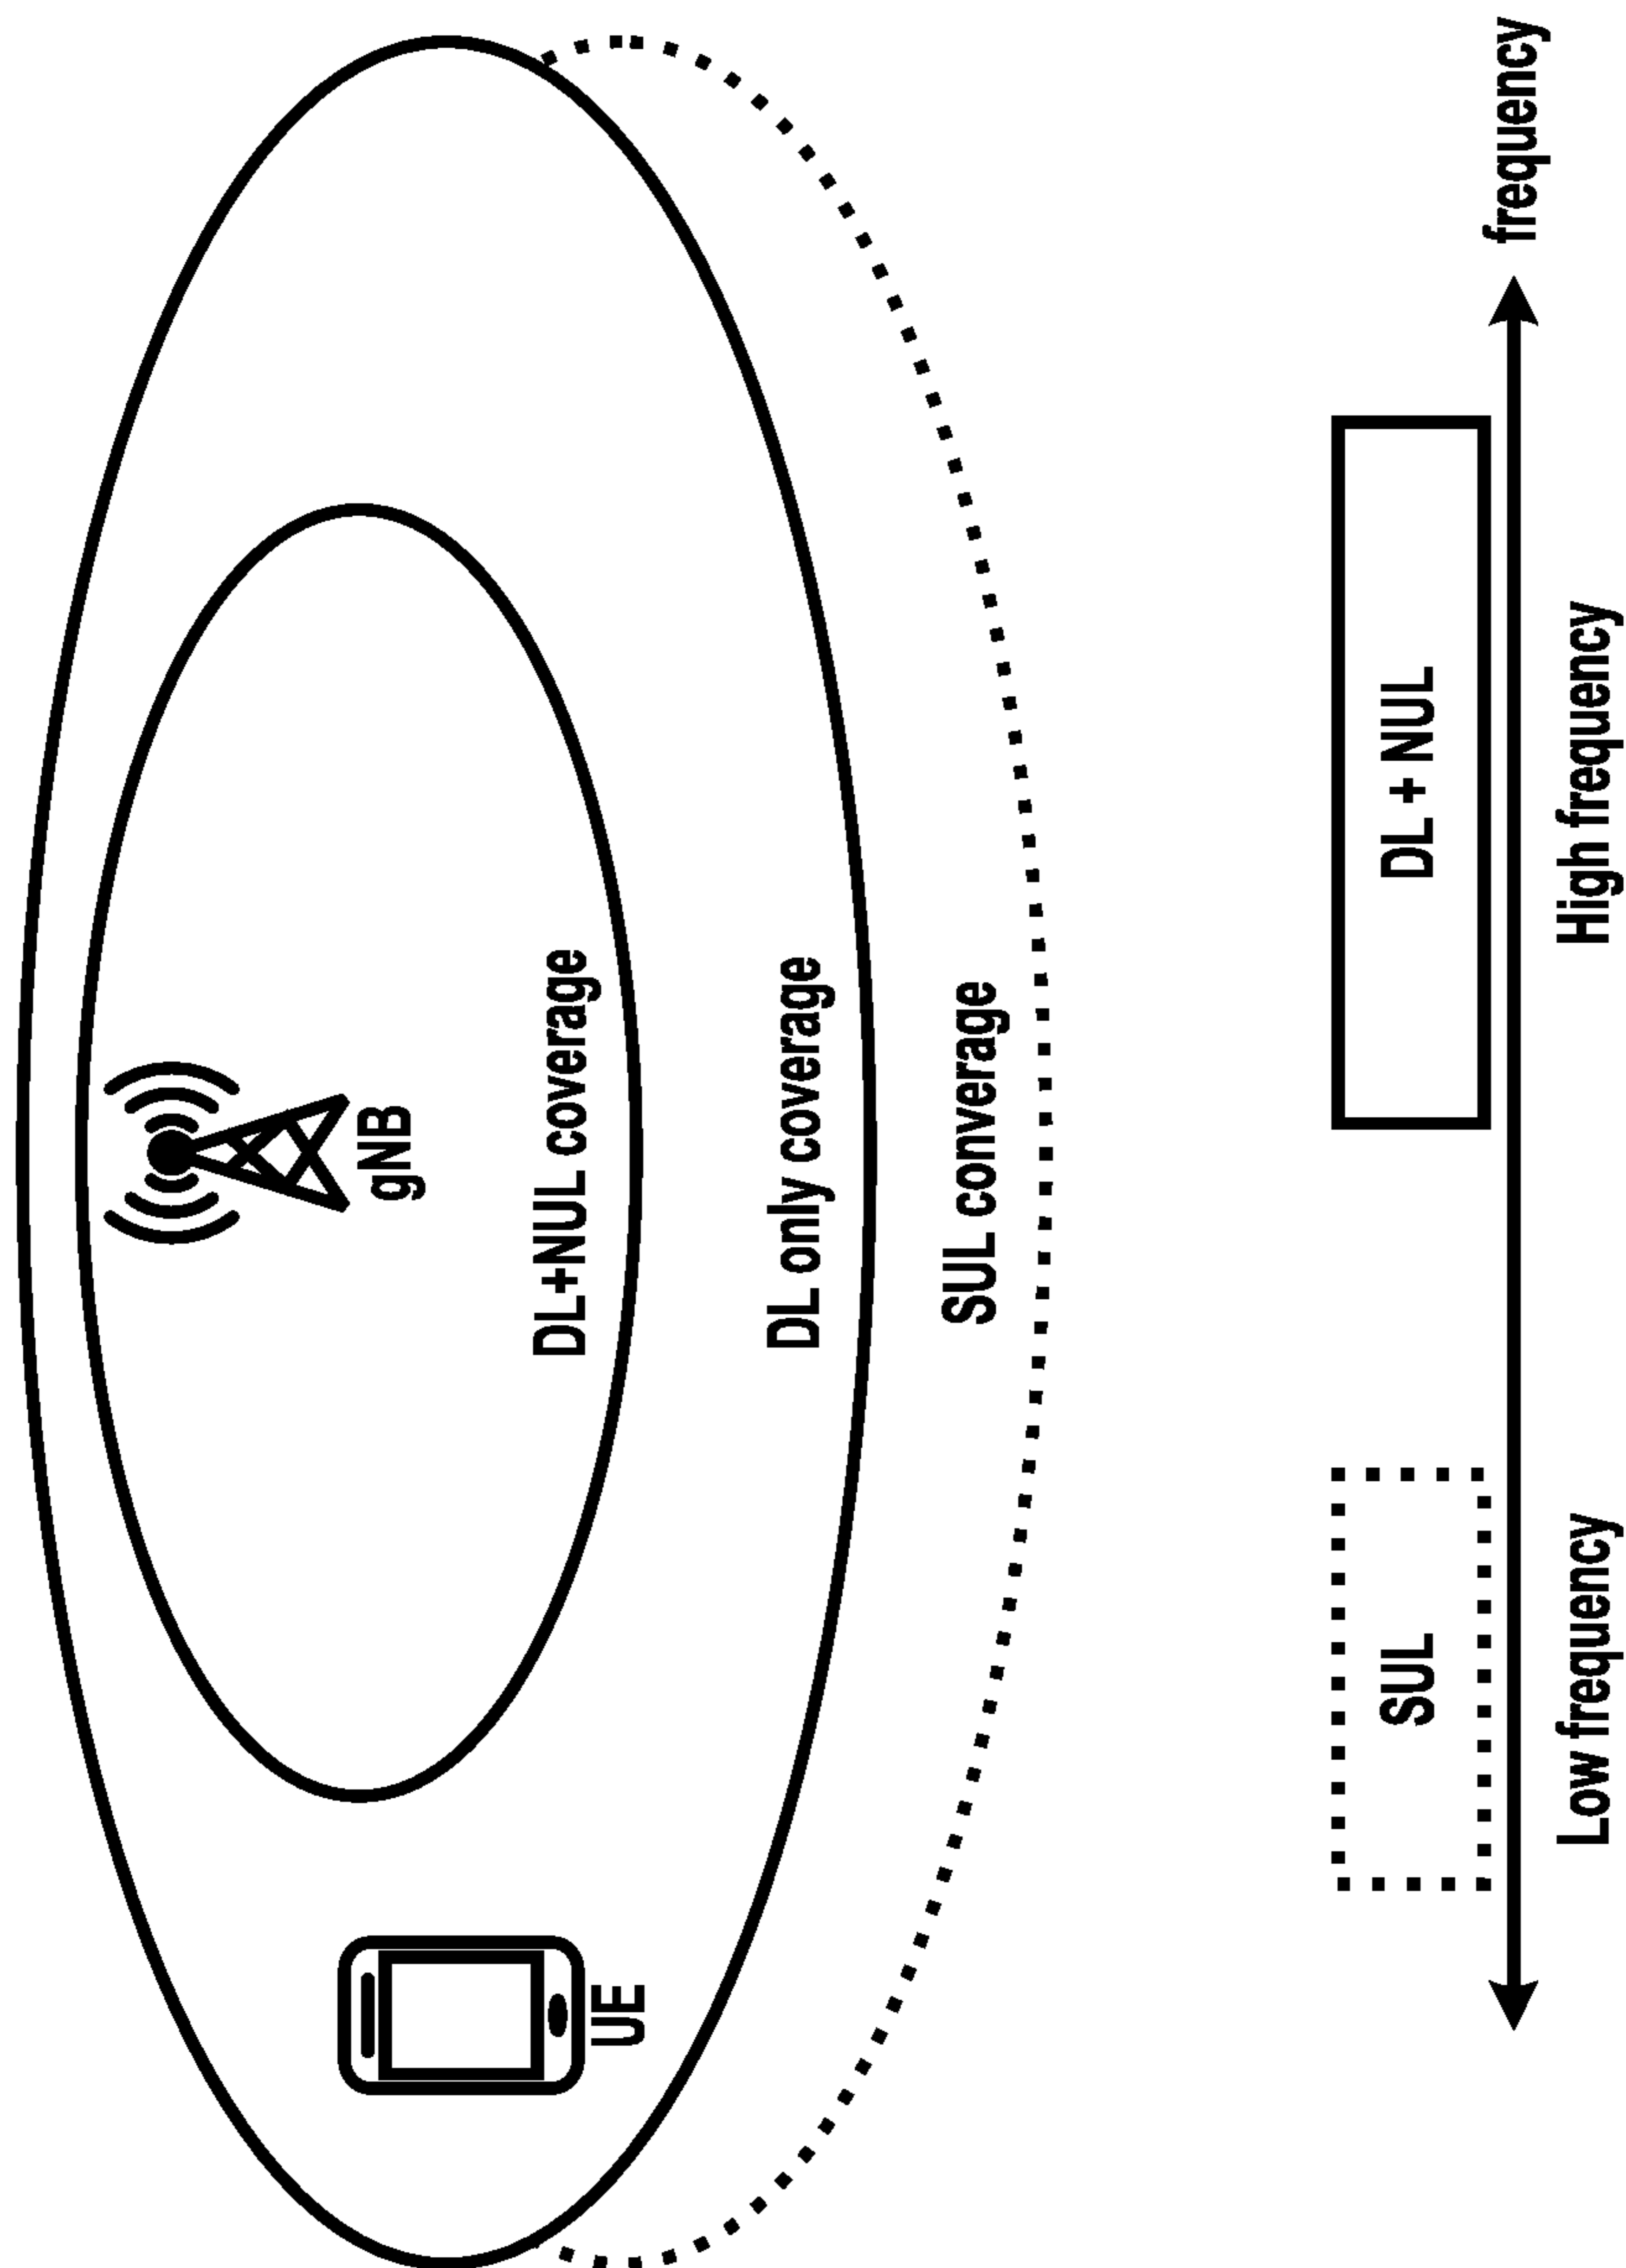 gNB
UE
DL+NUL coverage
DL only coverage
SUL converage
SUL
DL + NUL
frequency
Low frequency
High frequency